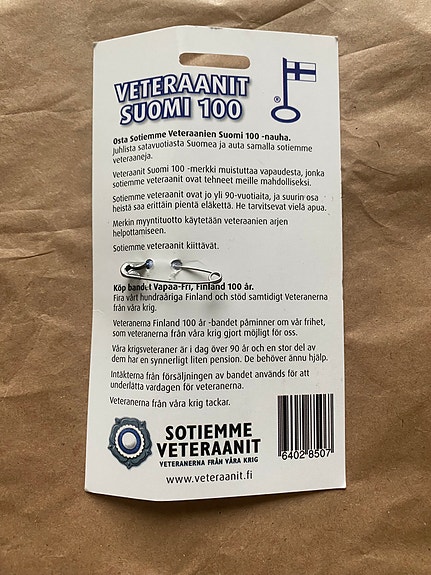 VETERAANIT
SUOMI 100
®
Osta Sotiemme Veteraanien Suomi 100 -nauha.
Juhlista satavuotiasta Suomea ja auta samalla sotiemme
veteraaneja.
Veteraanit Suomi 100 -merkki muistuttaa vapaudesta, jonka
sotiemme veteraanit ovat tehneet meille mahdolliseksi.
Sotiemme veteraanit ovat jo yli 90-vuotiaita, ja suurin osa
heistä saa erittäin pientä eläkettä. He tarvitsevat vielä apua.
Merkin myyntituotto käytetään veteraanien arjen
helpottamiseen.
Sotiemme veteraanit kiittävät.
Köp bandet Vapaa-Fri, Finland 100 år.
Fira vårt hundraåriga Finland och stöd samtidigt Veteranerna
från våra krig.
Veteranerna Finland 100 år -bandet påminner om vår frihet,
som veteranerna från våra krig gjort möjligt för oss.
Våra krigsveteraner är i dag över 90 år och en stor del av
dem har en synnerligt liten pension. De behöver ännu hjälp.
Intäkterna från försäljningen av bandet används för att
underlätta vardagen för veteranerna.
Veteranerna från våra krig tackar.
SOTIEMME
VETERAANIT
VETERANERNA FRÅN VÅRA KRIG
www.veteraanit.fi
6402 8507